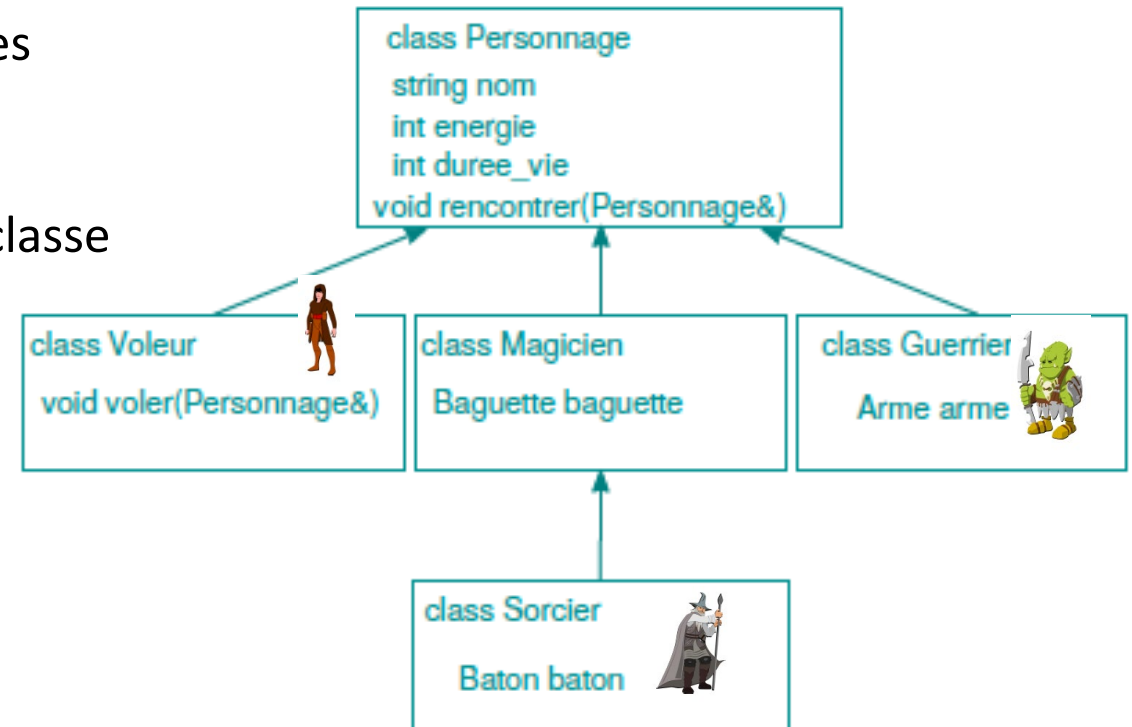 es
classe
class Personnage
string nom
int energie
int duree_vie
void rencontrer(Personnage&)
class Voleur
void voler(Personnage&)
class Magicien
Baguette baguette
class Guerrier
Arme arme
class Sorcier
Baton baton